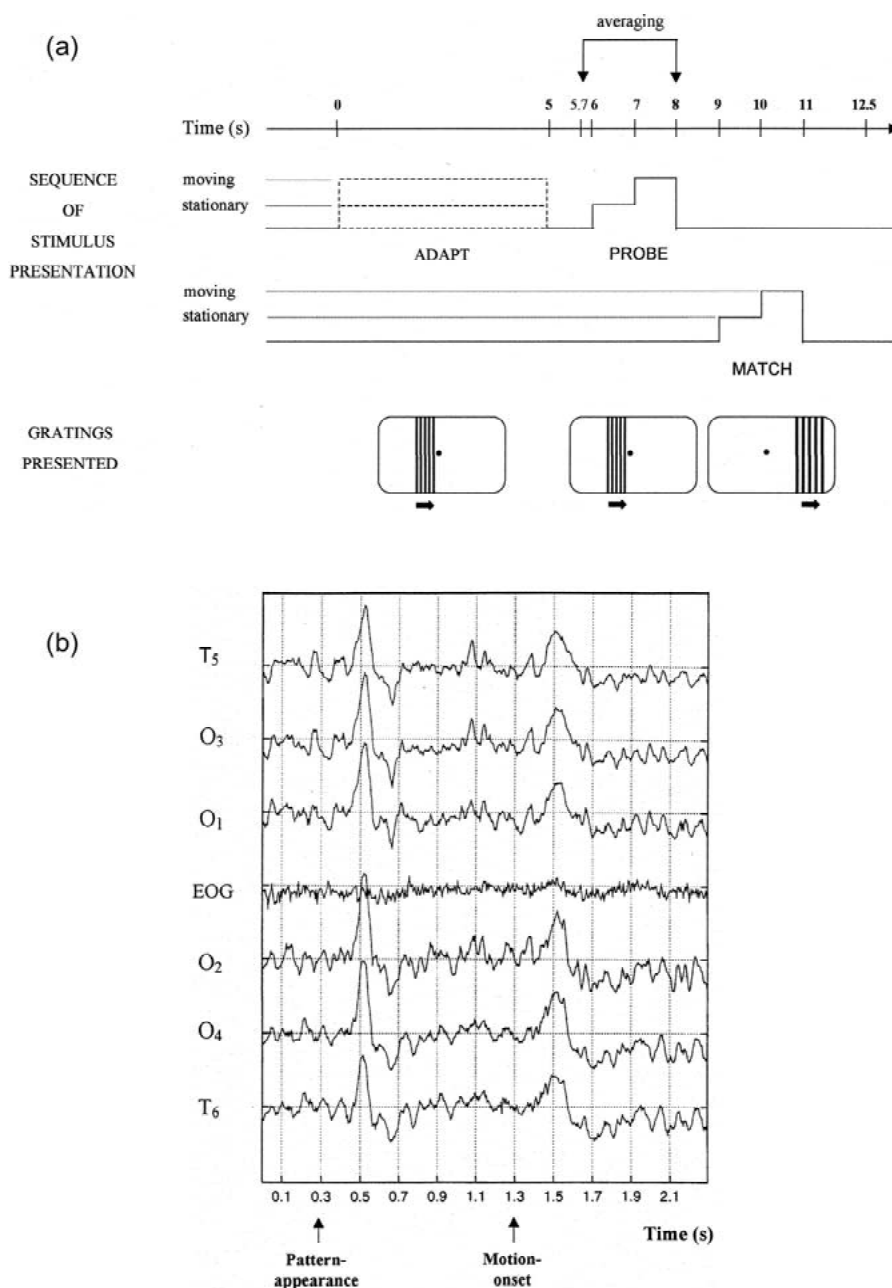 (a)
averaging
0 5 5.7 6 7 8 9 10 11 12.5
Time (s)
SEQUENCE
OF
STIMULUS
PRESENTATION
moving
stationary
ADAPT
PROBE
moving
stationary
MATCH
GRATINGS
PRESENTED
(b)
T5
O3
O1
EOG
O2
O4
T6
0.1 0.3 0.5 0.7 0.9 1.1 1.3 1.5 1.7 1.9 2.1
Time (s)
Pattern-
appearance
Motion-
onset